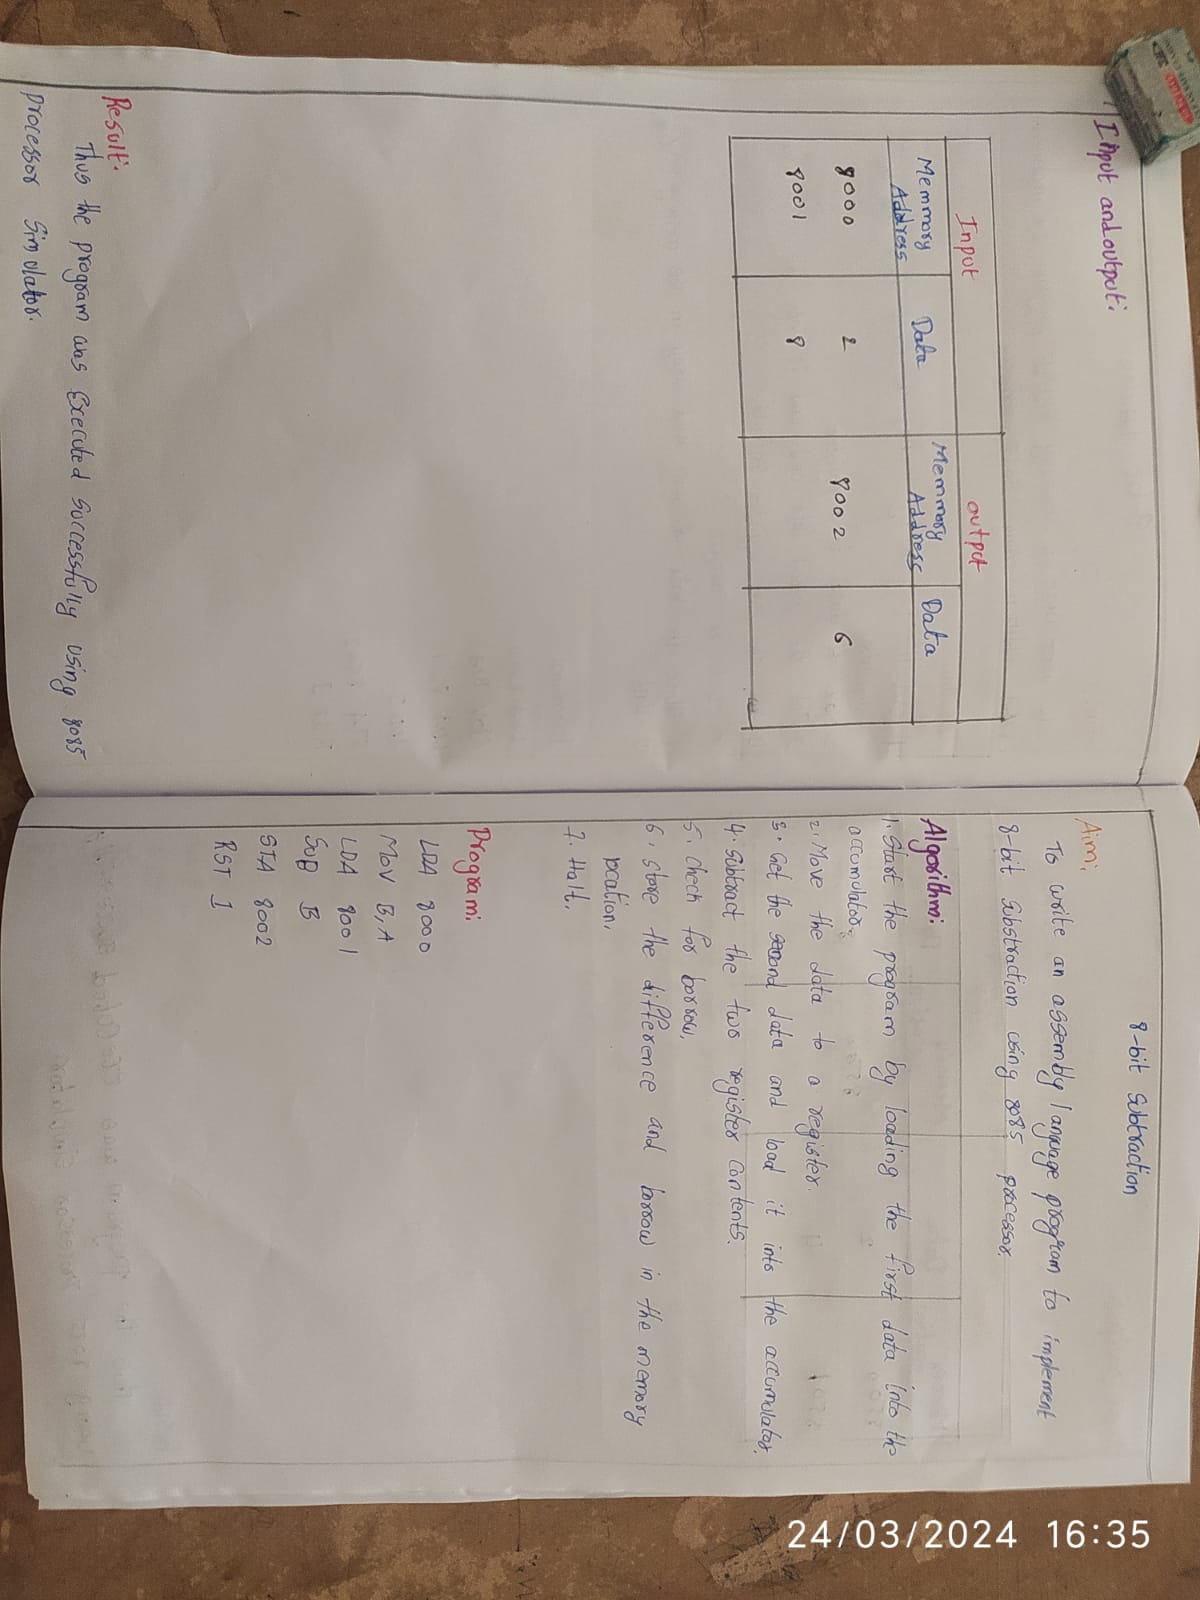 8-bit Subtraction
Aim:
To write an assembly language program to implement
8-bit Substraction using 8085 processor.
Algorithm:
1. Start the program by loading the first data into the
accumulator.
2. Move the data to a register.
3. Get the second data and load it into the accumulator.
4. Subtract the two register Contents.
5. Check for borrow.
6. Store the difference and borrow in the memory
7. Halt.
Program:
LDA 8000
MOV B,A
LDA 8001
SUB B
STA 8002
RST 1
Input and output:
Input output
Memmory Address Data Memmory Address Data
8000 2 8002 6
8001 8
Result:
Thus the program was Executed Successfully using 8085
processor Simulator.
24/03/2024 16:35